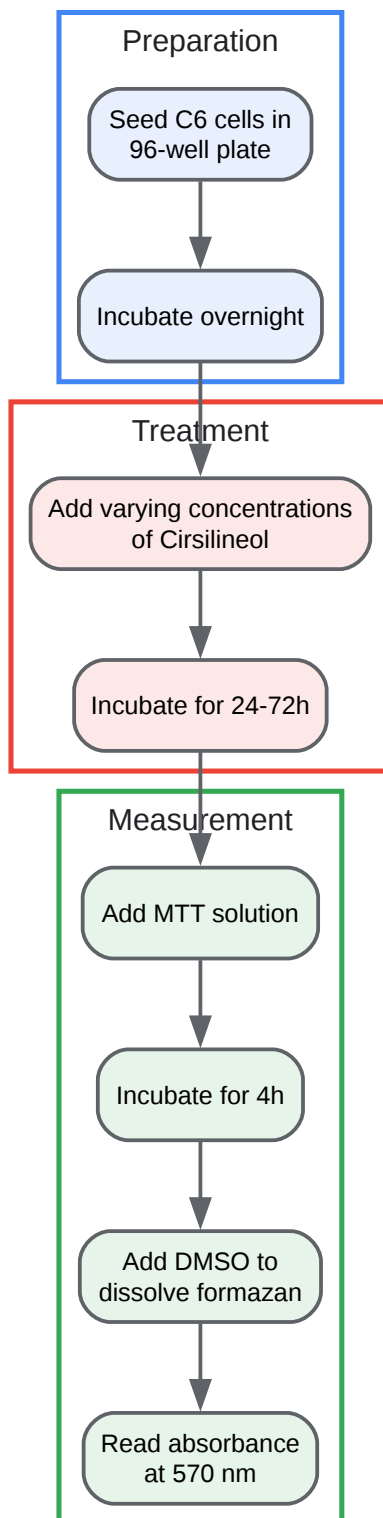 Preparation
Seed C6 cells in
96-well plate
Incubate overnight
Treatment
Add varying concentrations
of Cirsilineol
Incubate for 24-72h
Measurement
Add MTT solution
Incubate for 4h
Add DMSO to
dissolve formazan
Read absorbance
at 570 nm